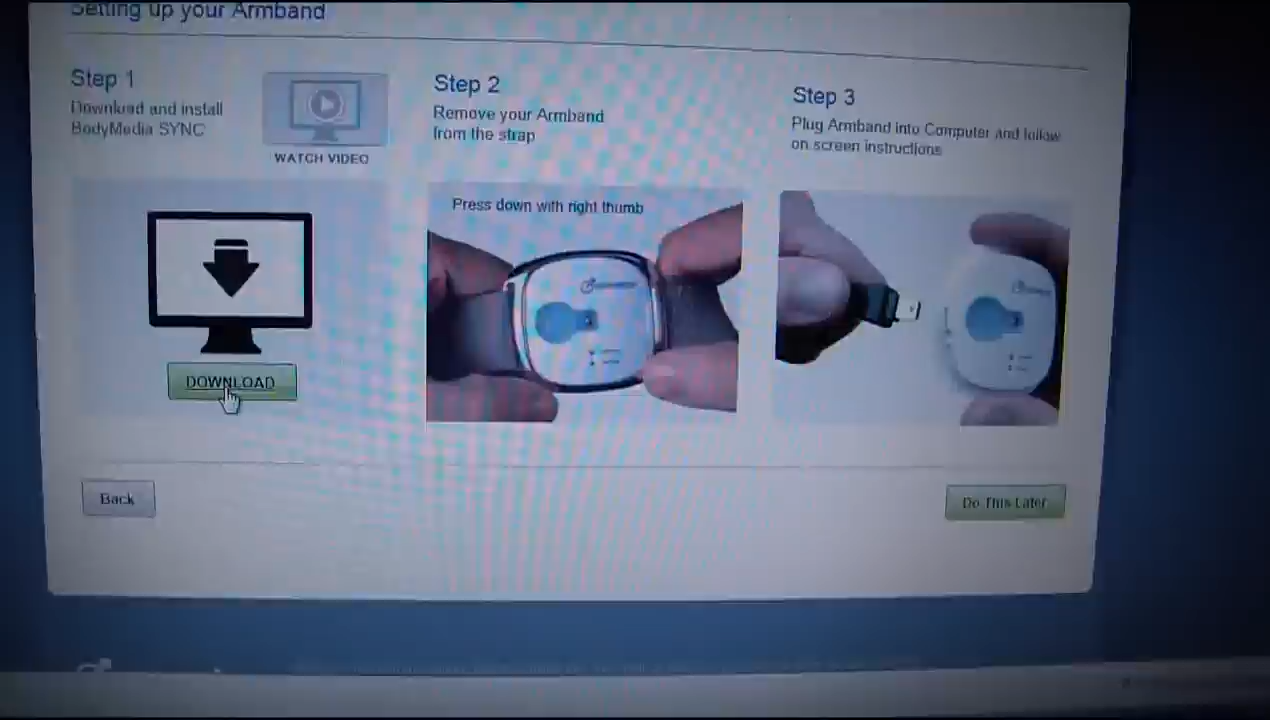 Setting up your Armband
Step 1
Download and install
BodyMedia SYNC
WATCH VIDEO
DOWNLOAD
Step 2
Remove your Armband
from the strap
Press down with right thumb
Step 3
Plug Armband into Computer and follow
on screen instructions
Back
Do This Later